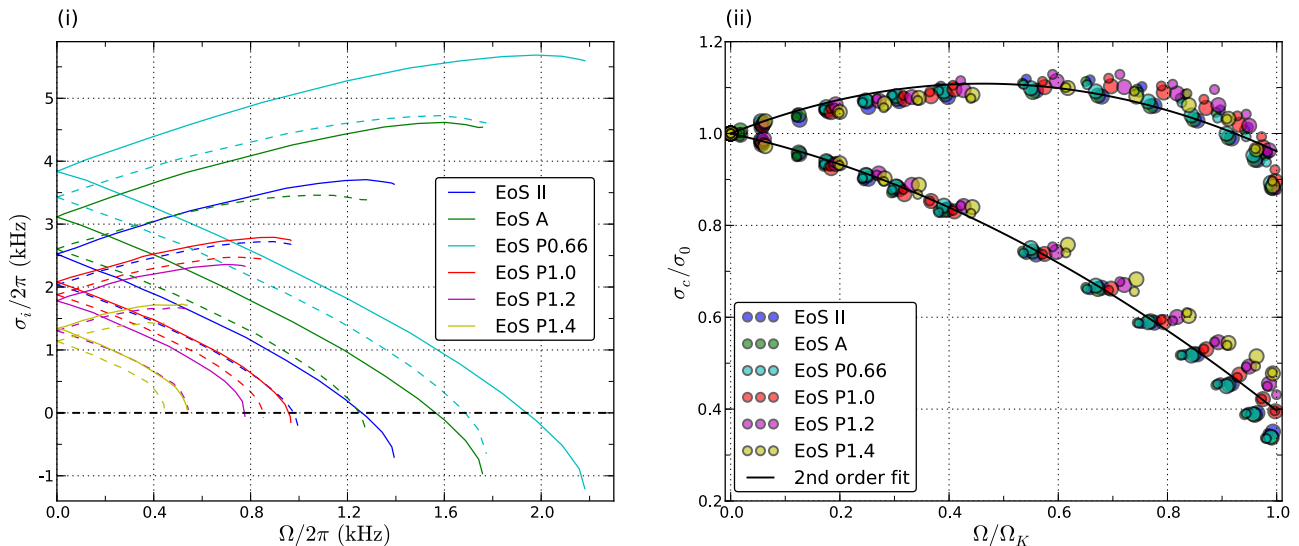 (i)
σ_i/2π (kHz)
5
4
3
2
1
0
-1
0.0 0.4 0.8 1.2 1.6 2.0
Ω/2π (kHz)
EoS II
EoS A
EoS P0.66
EoS P1.0
EoS P1.2
EoS P1.4
(ii)
σ_c/σ_0
1.2
1.0
0.8
0.6
0.4
0.2
0.0 0.2 0.4 0.6 0.8 1.0
Ω/Ω_K
EoS II
EoS A
EoS P0.66
EoS P1.0
EoS P1.2
EoS P1.4
2nd order fit